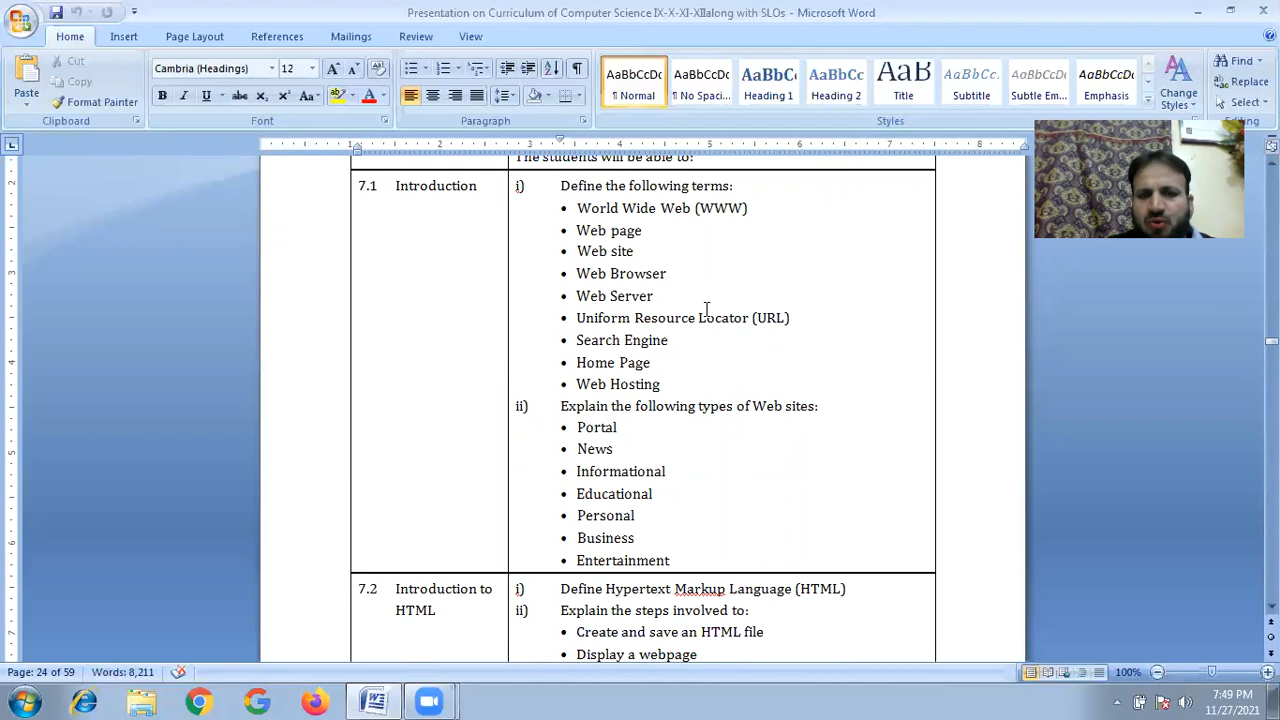 Presentation on Curriculum of Computer Science IX-X-XI-XIIalong with SLOs - Microsoft Word
Home Insert Page Layout References Mailings Review View
Paste
Cut
Copy
Format Painter
Clipboard
Cambria (Headings) 12
Font
Paragraph
AaBbCcDc AaBbCcDc AaBbC AaBbCc AaB AaBbCc. AaBbCcDc AaBbCcDc
¶ Normal ¶ No Spaci... Heading 1 Heading 2 Title Subtitle Subtle Em... Emphasis
Change Styles
Styles
Find
Replace
Select
Editing
The students will be able to:
7.1 Introduction i) Define the following terms:
• World Wide Web (WWW)
• Web page
• Web site
• Web Browser
• Web Server
• Uniform Resource Locator (URL)
• Search Engine
• Home Page
• Web Hosting
ii) Explain the following types of Web sites:
• Portal
• News
• Informational
• Educational
• Personal
• Business
• Entertainment
7.2 Introduction to i) Define Hypertext Markup Language (HTML)
HTML ii) Explain the steps involved to:
• Create and save an HTML file
• Display a webpage
Page: 24 of 59 Words: 8,211 100%
7:49 PM
11/27/2021